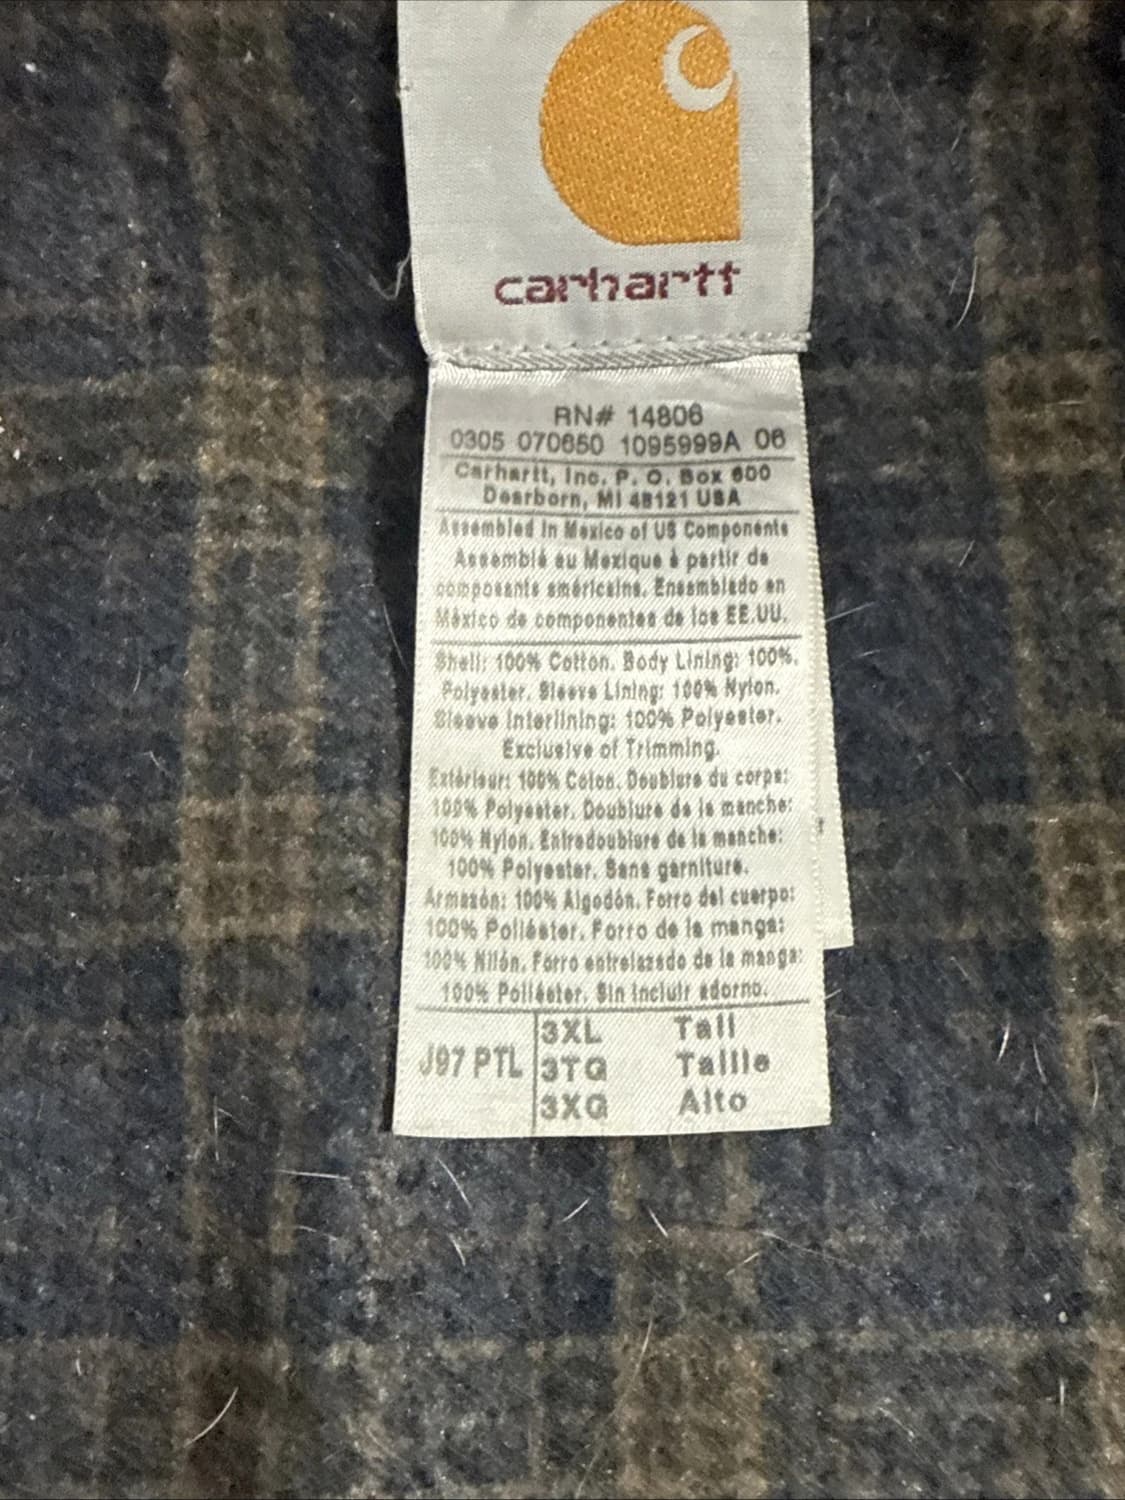 carhartt
RN# 14806
0305 070650 1095999A 06
Carhartt, Inc. P. O. Box 600
Dearborn, MI 48121 USA
Assembled in Mexico of US Components
Assemblé au Mexique à partir de
composants américains. Ensamblado en
México de componentes de los EE.UU.
Shell: 100% Cotton. Body Lining: 100%.
Polyester. Sleeve Lining: 100% Nylon.
Sleeve Interlining: 100% Polyester.
Exclusive of Trimming.
Extérieur: 100% Coton. Doublure du corps:
100% Polyester. Doublure de la manche:
100% Nylon. Entredoublure de la manche:
100% Polyester. Sans garniture.
Armazón: 100% Algodón. Forro del cuerpo:
100% Poliéster. Forro de la manga:
100% Nilón. Forro entrelazado de la manga:
100% Poliéster. Sin incluir adorno.
J97 PTL
3XL Tall
3TG Taille
3XG Alto